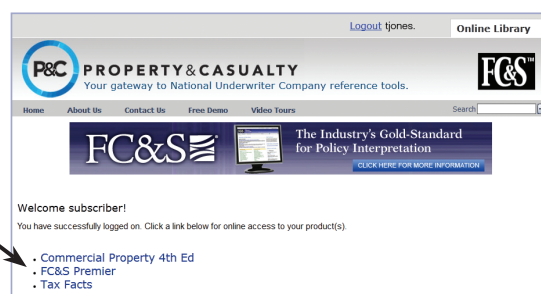 Logout tjones.
Online Library
P&C PROPERTY & CASUALTY
Your gateway to National Underwriter Company reference tools.
FC&S™
Home About Us Contact Us Free Demo Video Tours Search
FC&S
The Industry's Gold-Standard
for Policy Interpretation
CLICK HERE FOR MORE INFORMATION
Welcome subscriber!
You have successfully logged on. Click a link below for online access to your product(s).
• Commercial Property 4th Ed
• FC&S Premier
• Tax Facts